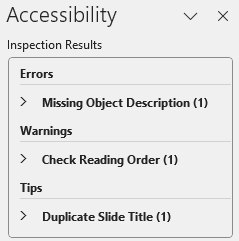 Accessibility
Inspection Results
Errors
Missing Object Description (1)
Warnings
Check Reading Order (1)
Tips
Duplicate Slide Title (1)